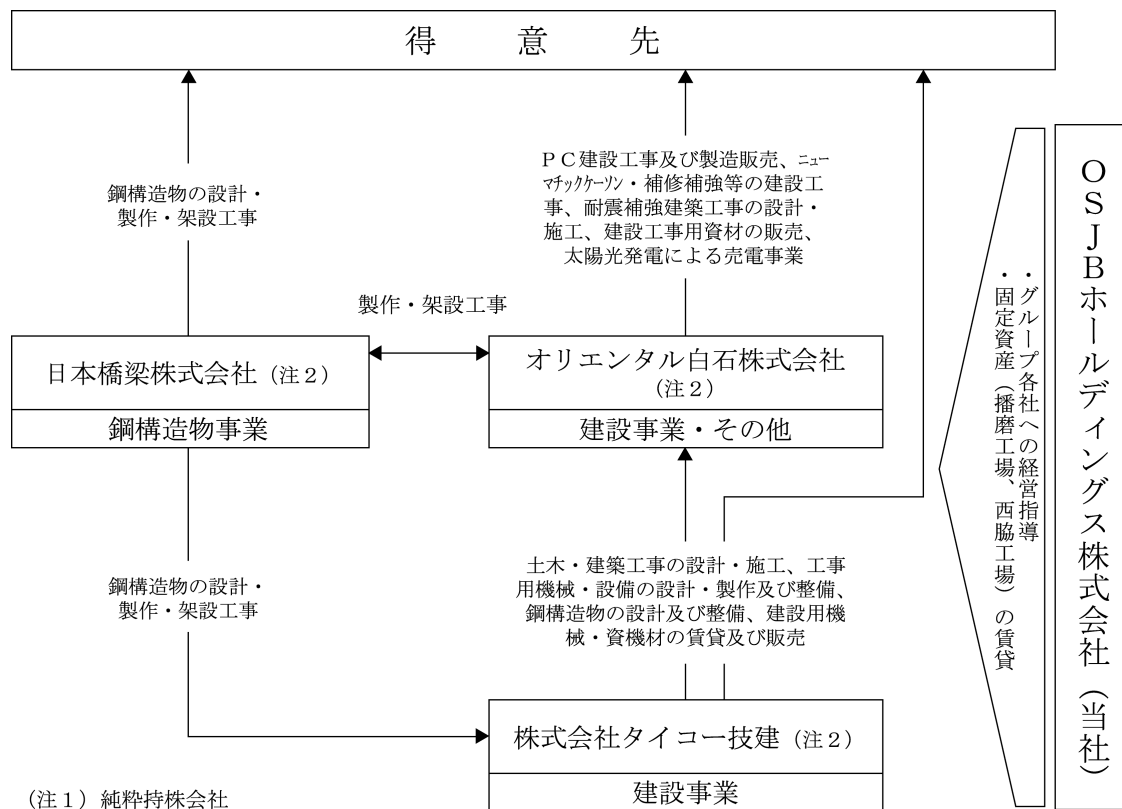 得意先
鋼構造物の設計・
製作・架設工事
ＰＣ建設工事及び製造販売、ニュー
マチックケーソン・補修補強等の建設工
事、耐震補強建築工事の設計・
施工、建設工事用資材の販売、
太陽光発電による売電事業
製作・架設工事
日本橋梁株式会社（注２）
鋼構造物事業
オリエンタル白石株式会社
（注２）
建設事業・その他
鋼構造物の設計・
製作・架設工事
土木・建築工事の設計・施工、工事
用機械・設備の設計・製作及び整備、
鋼構造物の設計及び整備、建設用機
械・資機材の賃貸及び販売
株式会社タイコー技建（注２）
建設事業
ＯＳＪＢホールディングス株式会社（当社）
・グループ各社への経営指導
・固定資産（播磨工場、西脇工場）の賃貸
（注１）純粋持株会社